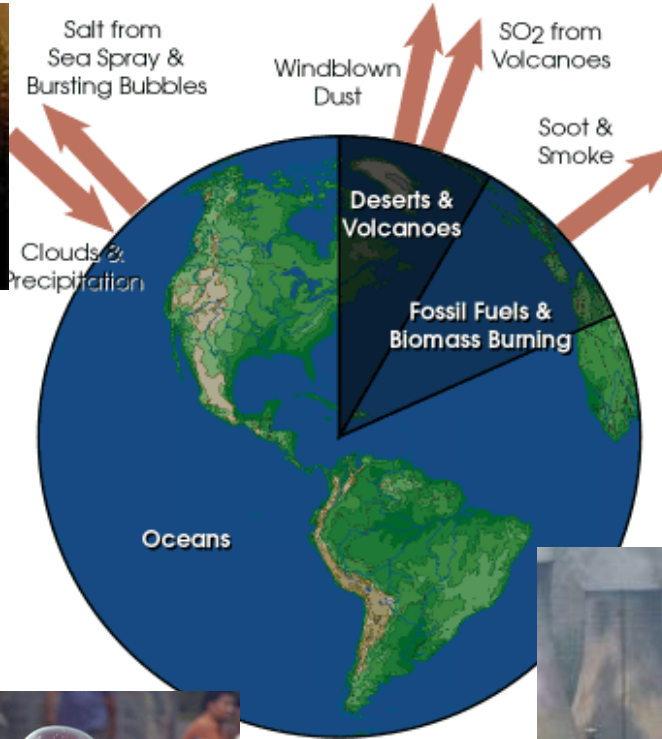 Salt from
Sea Spray &
Bursting Bubbles
Windblown
Dust
SO2 from
Volcanoes
Soot &
Smoke
Clouds &
Precipitation
Deserts &
Volcanoes
Fossil Fuels &
Biomass Burning
Oceans